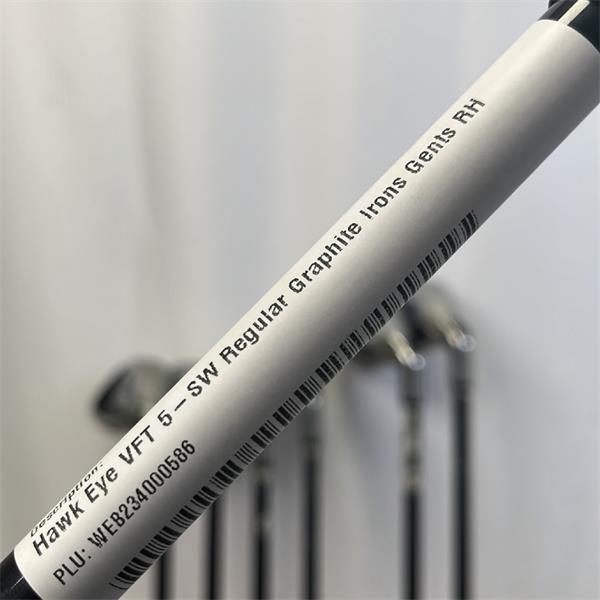 Description:
Hawk Eye VFT 5 – SW Regular Graphite Irons Gents RH
PLU: WEB234000586